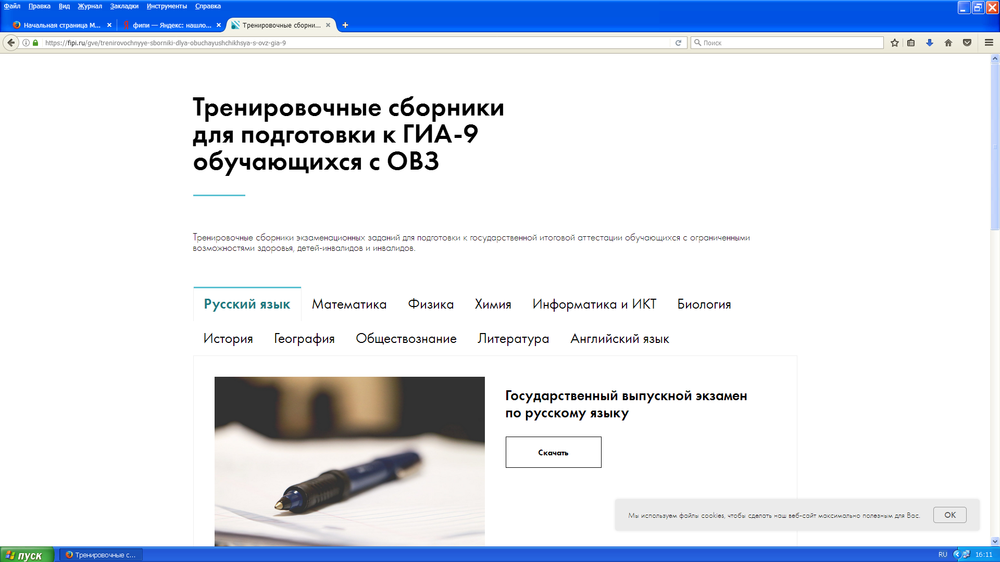 Файл Правка Вид Журнал Закладки Инструменты Справка
Начальная страница M... фипи — Яндекс: нашло... Тренировочные сборни...
https://fipi.ru/gve/trenirovochnyye-sborniki-dlya-obuchayushchikhsya-s-ovz-gia-9 Поиск
Тренировочные сборники
для подготовки к ГИА-9
обучающихся с ОВЗ
Тренировочные сборники экзаменационных заданий для подготовки к государственной итоговой аттестации обучающихся с ограниченными
возможностями здоровья, детей-инвалидов и инвалидов.
Русский язык Математика Физика Химия Информатика и ИКТ Биология
История География Обществознание Литература Английский язык
Государственный выпускной экзамен
по русскому языку
Скачать
Мы используем файлы cookies, чтобы сделать наш веб-сайт максимально полезным для Вас. OK
пуск Тренировочные с... RU 16:11